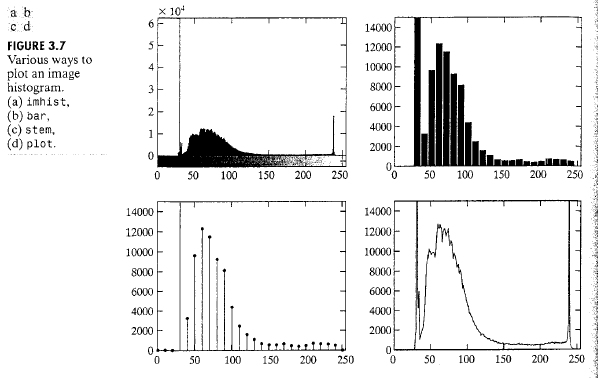 a b
c d
FIGURE 3.7
Various ways to
plot an image
histogram.
(a) imhist,
(b) bar,
(c) stem,
(d) plot.
× 10⁴
6
5
4
3
2
1
0
0 50 100 150 200 250
14000
12000
10000
8000
6000
4000
2000
0
0 50 100 150 200 250
14000
12000
10000
8000
6000
4000
2000
0
0 50 100 150 200 250
14000
12000
10000
8000
6000
4000
2000
0
0 50 100 150 200 250